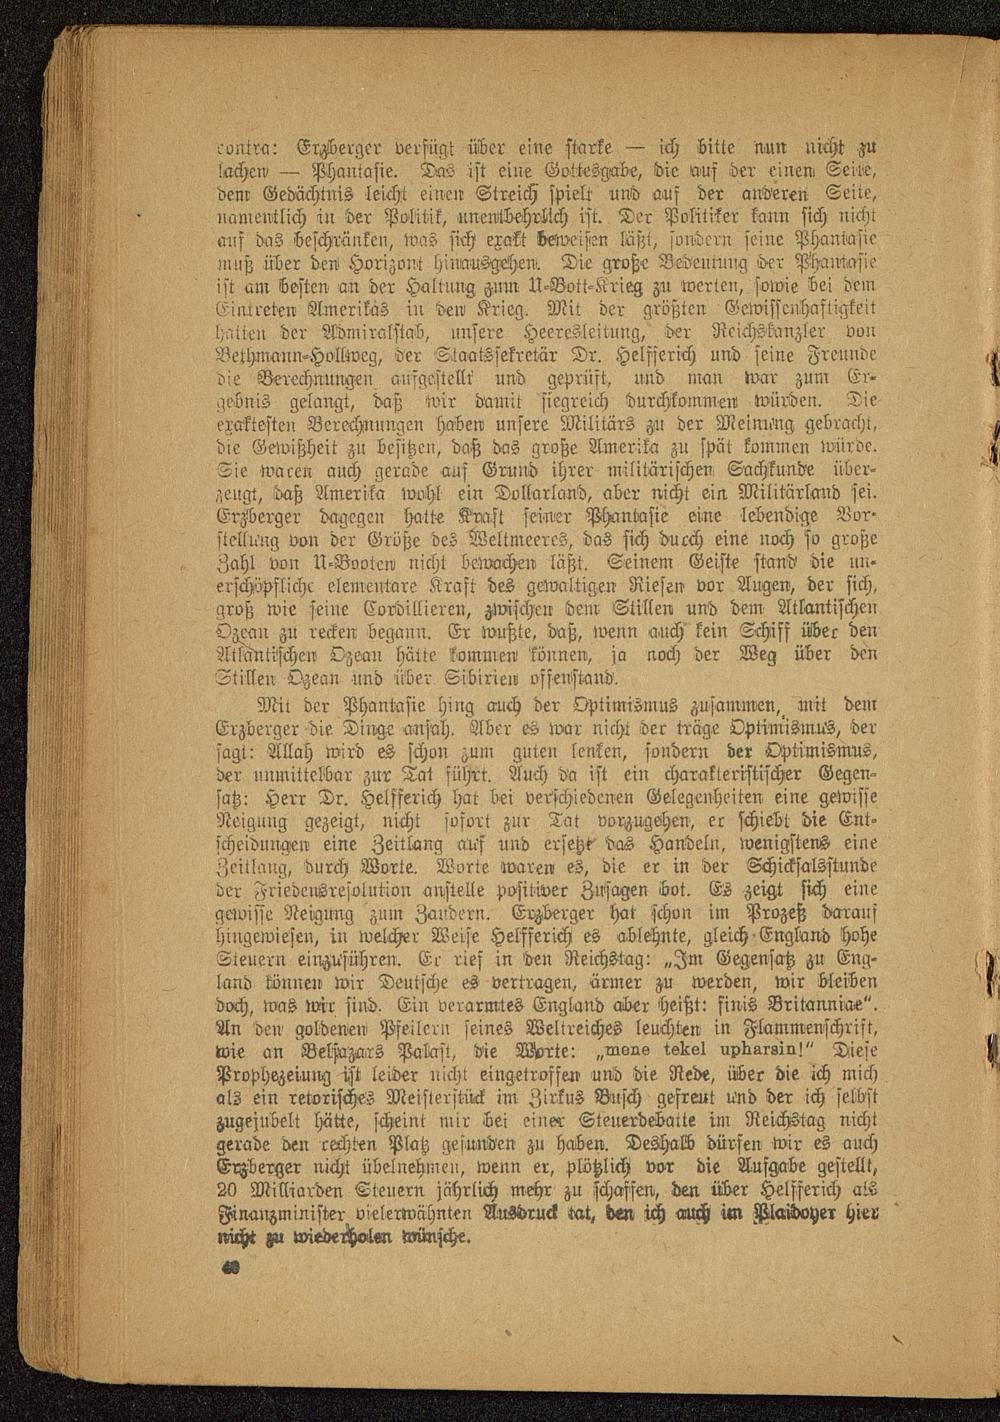 contra: Erzberger verfügt über eine starke — ich bitte nun nicht zu
lachen — Phantasie. Das ist eine Gottesgabe, die auf der einen Seite,
dem Gedächtnis leicht einen Streich spielt und auf der anderen Seite,
namentlich in der Politik, unentbehrlich ist. Der Politiker kann sich nicht
auf das beschränken, was sich exakt beweisen läßt, sondern seine Phantasie
muß über den Horizont hinausgehen. Die große Bedeutung der Phantasie
ist am besten an der Haltung zum U-Bott-Krieg zu werten, sowie bei dem
Eintreten Amerikas in den Krieg. Mit der größten Gewissenhaftigkeit
hatten der Admiralstab, unsere Heeresleitung, der Reichskanzler von
Bethmann-Hollweg, der Staatssekretär Dr. Helfferich und seine Freunde
die Berechnungen aufgestellt und geprüft, und man war zum Er-
gebnis gelangt, daß wir damit siegreich durchkommen würden. Die
exaktesten Berechnungen haben unsere Militärs zu der Meinung gebracht,
die Gewißheit zu besitzen, daß das große Amerika zu spät kommen würde.
Sie waren auch gerade auf Grund ihrer militärischen Sachkunde über-
zeugt, daß Amerika wohl ein Dollarland, aber nicht ein Militärland sei.
Erzberger dagegen hatte Kraft seiner Phantasie eine lebendige Vor-
stellung von der Größe des Weltmeeres, das sich durch eine noch so große
Zahl von U-Booten nicht bewachen läßt. Seinem Geiste stand die un-
erschöpfliche elementare Kraft des gewaltigen Riesen vor Augen, der sich,
groß wie seine Cordillieren, zwischen dem Stillen und dem Atlantischen
Ozean zu recken begann. Er wußte, daß, wenn auch kein Schiff über den
Atlantischen Ozean hätte kommen können, ja noch der Weg über den
Stillen Ozean und über Sibirien offenstand.
Mit der Phantasie hing auch der Optimismus zusammen, mit dem
Erzberger die Dinge ansah. Aber es war nicht der träge Optimismus, der
sagt: Allah wird es schon zum guten lenken, sondern der Optimismus,
der unmittelbar zur Tat führt. Auch da ist ein charakteristischer Gegen-
satz: Herr Dr. Helfferich hat bei verschiedenen Gelegenheiten eine gewisse
Neigung gezeigt, nicht sofort zur Tat vorzugehen, er schiebt die Ent-
scheidungen eine Zeitlang auf und ersetzt das Handeln, wenigstens eine
Zeitlang, durch Worte. Worte waren es, die er in der Schicksalsstunde
der Friedensresolution anstelle positiver Zusagen bot. Es zeigt sich eine
gewisse Neigung zum Zaudern. Erzberger hat schon im Prozeß darauf
hingewiesen, in welcher Weise Helfferich es ablehnte, gleich England hohe
Steuern einzuführen. Er rief in den Reichstag: „Im Gegensatz zu Eng-
land können wir Deutsche es vertragen, ärmer zu werden, wir bleiben
doch, was wir sind. Ein verarmtes England aber heißt: finis Britanniae“.
An den goldenen Pfeilern seines Weltreiches leuchten in Flammenschrift,
wie an Belsazars Palast, die Worte: „mene tekel upharsin!“ Diese
Prophezeiung ist leider nicht eingetroffen und die Rede, über die ich mich
als ein retorisches Meisterstück im Zirkus Busch gefreut und der ich selbst
zugejubelt hätte, scheint mir bei einer Steuerdebatte im Reichstag nicht
gerade den rechten Platz gefunden zu haben. Deshalb dürfen wir es auch
Erzberger nicht übelnehmen, wenn er, plötzlich vor die Aufgabe gestellt,
20 Milliarden Steuern jährlich mehr zu schaffen, den über Helfferich als
Finanzminister vielerwähnten Ausdruck tat, den ich auch im Plaidoyer hier
nicht zu wiederholen wünsche.